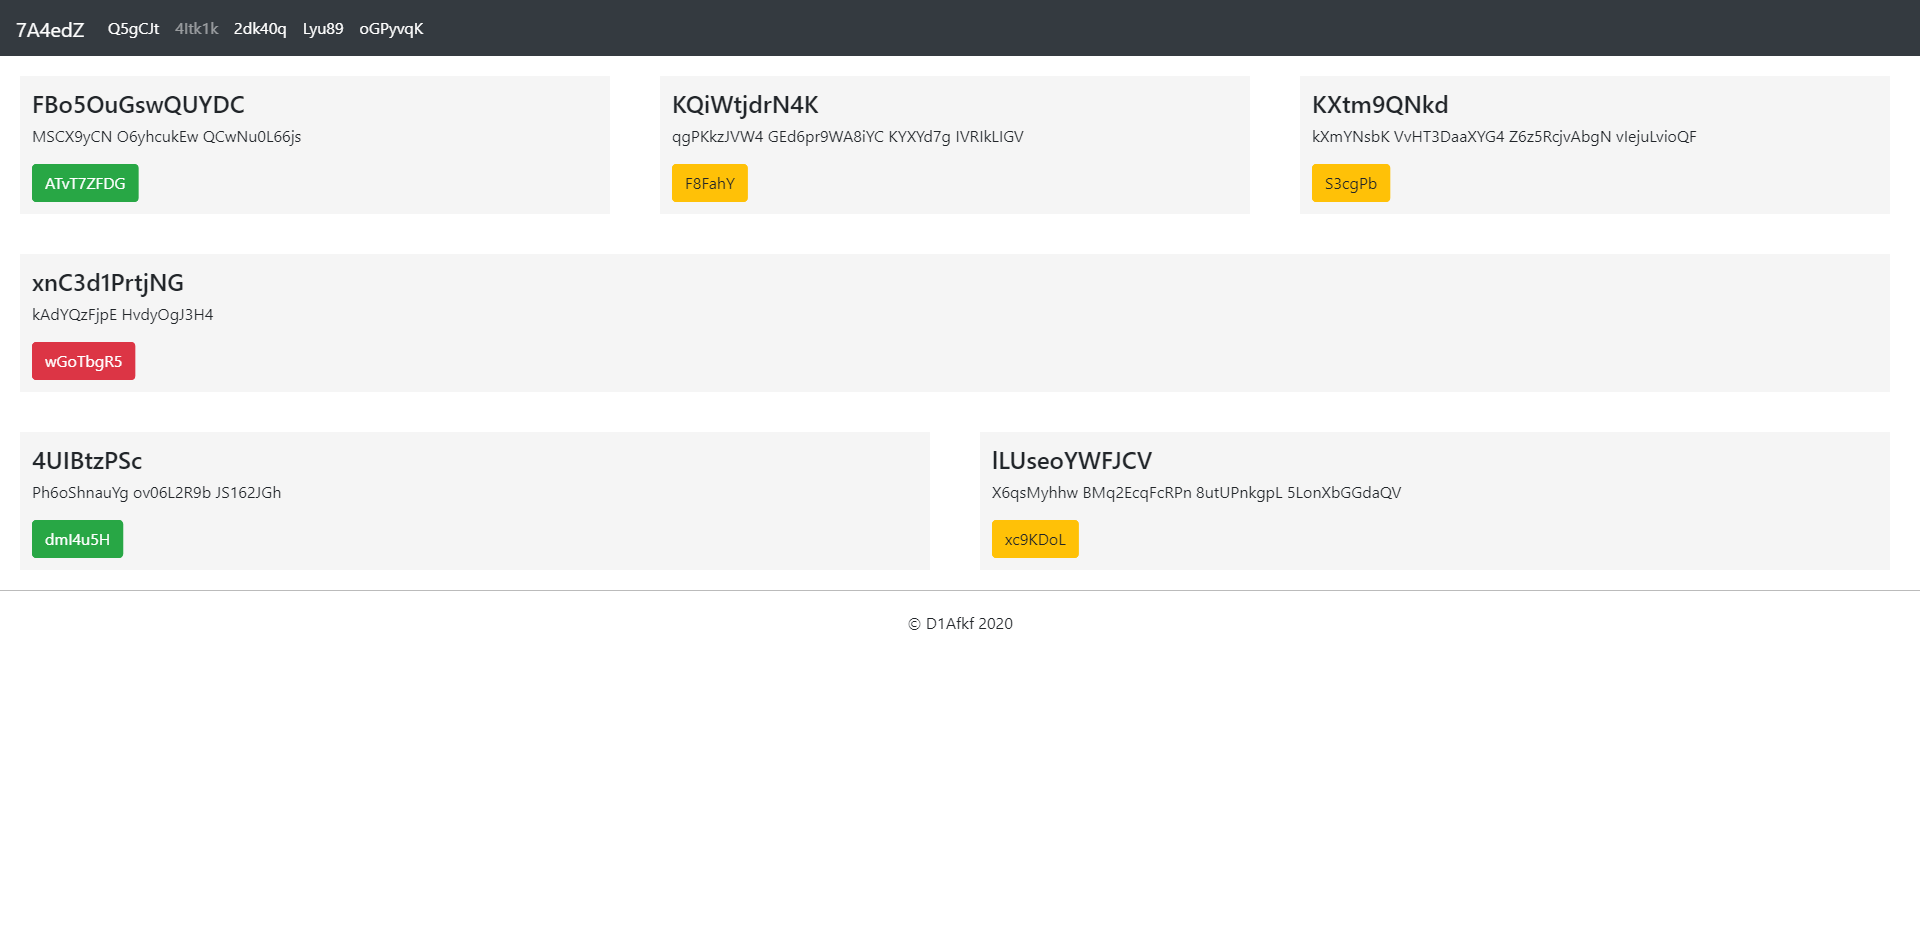 7A4edZ Q5gCJt 4ltk1k 2dk40q Lyu89 oGPyvqK
FBo5OuGswQUYDC
MSCX9yCN O6yhcukEw QCwNu0L66js
ATvT7ZFDG
KQiWtjdrN4K
qgPKkzJVW4 GEd6pr9WA8iYC KYXYd7g IVRIkLIGV
F8FahY
KXtm9QNkd
kXmYNsbK VvHT3DaaXYG4 Z6z5RcjvAbgN vIejuLvioQF
S3cgPb
xnC3d1PrtjNG
kAdYQzFjpE HvdyOgJ3H4
wGoTbgR5
4UIBtzPSc
Ph6oShnauYg ov06L2R9b JS162JGh
dmI4u5H
lLUseoYWFJCV
X6qsMyhhw BMq2EcqFcRPn 8utUPnkgpL 5LonXbGGdaQV
xc9KDoL
© D1Afkf 2020